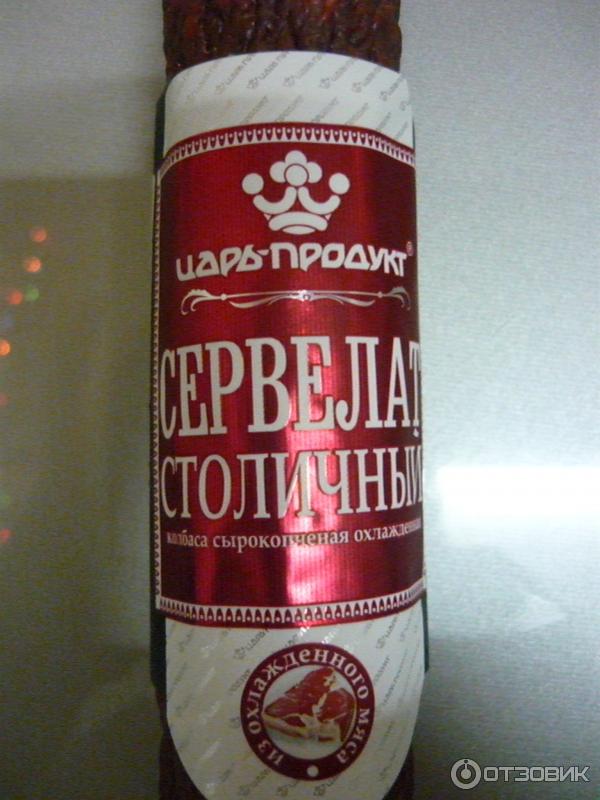 ЦАРЬ-ПРОДУКТ®
СЕРВЕЛАТ
СТОЛИЧНЫЙ
колбаса сырокопченая охлажденная
из охлажденного мяса
ОТЗОВИК